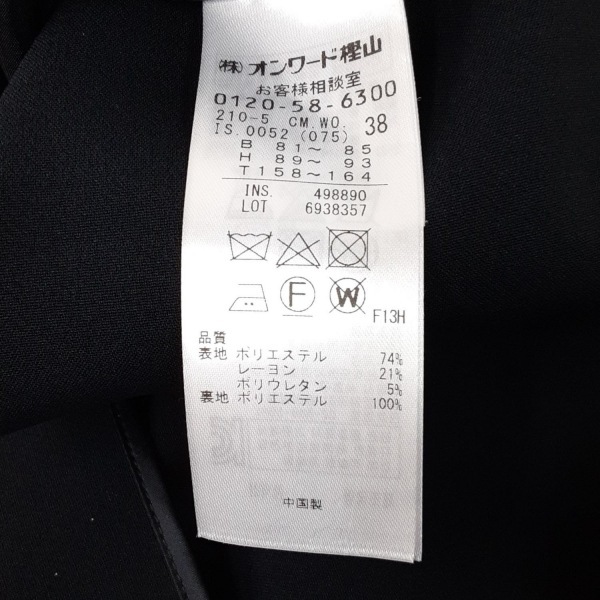 (株)オンワード樫山
お客様相談室
0120-58-6300
210-5 CM.WO.
IS.0052 (075) 38
B 81〜 85
H 89〜 93
T 158〜164
INS. 498890
LOT 6938357
F W F13H
品質
表地 ポリエステル 74%
レーヨン 21%
ポリウレタン 5%
裏地 ポリエステル 100%
中国製